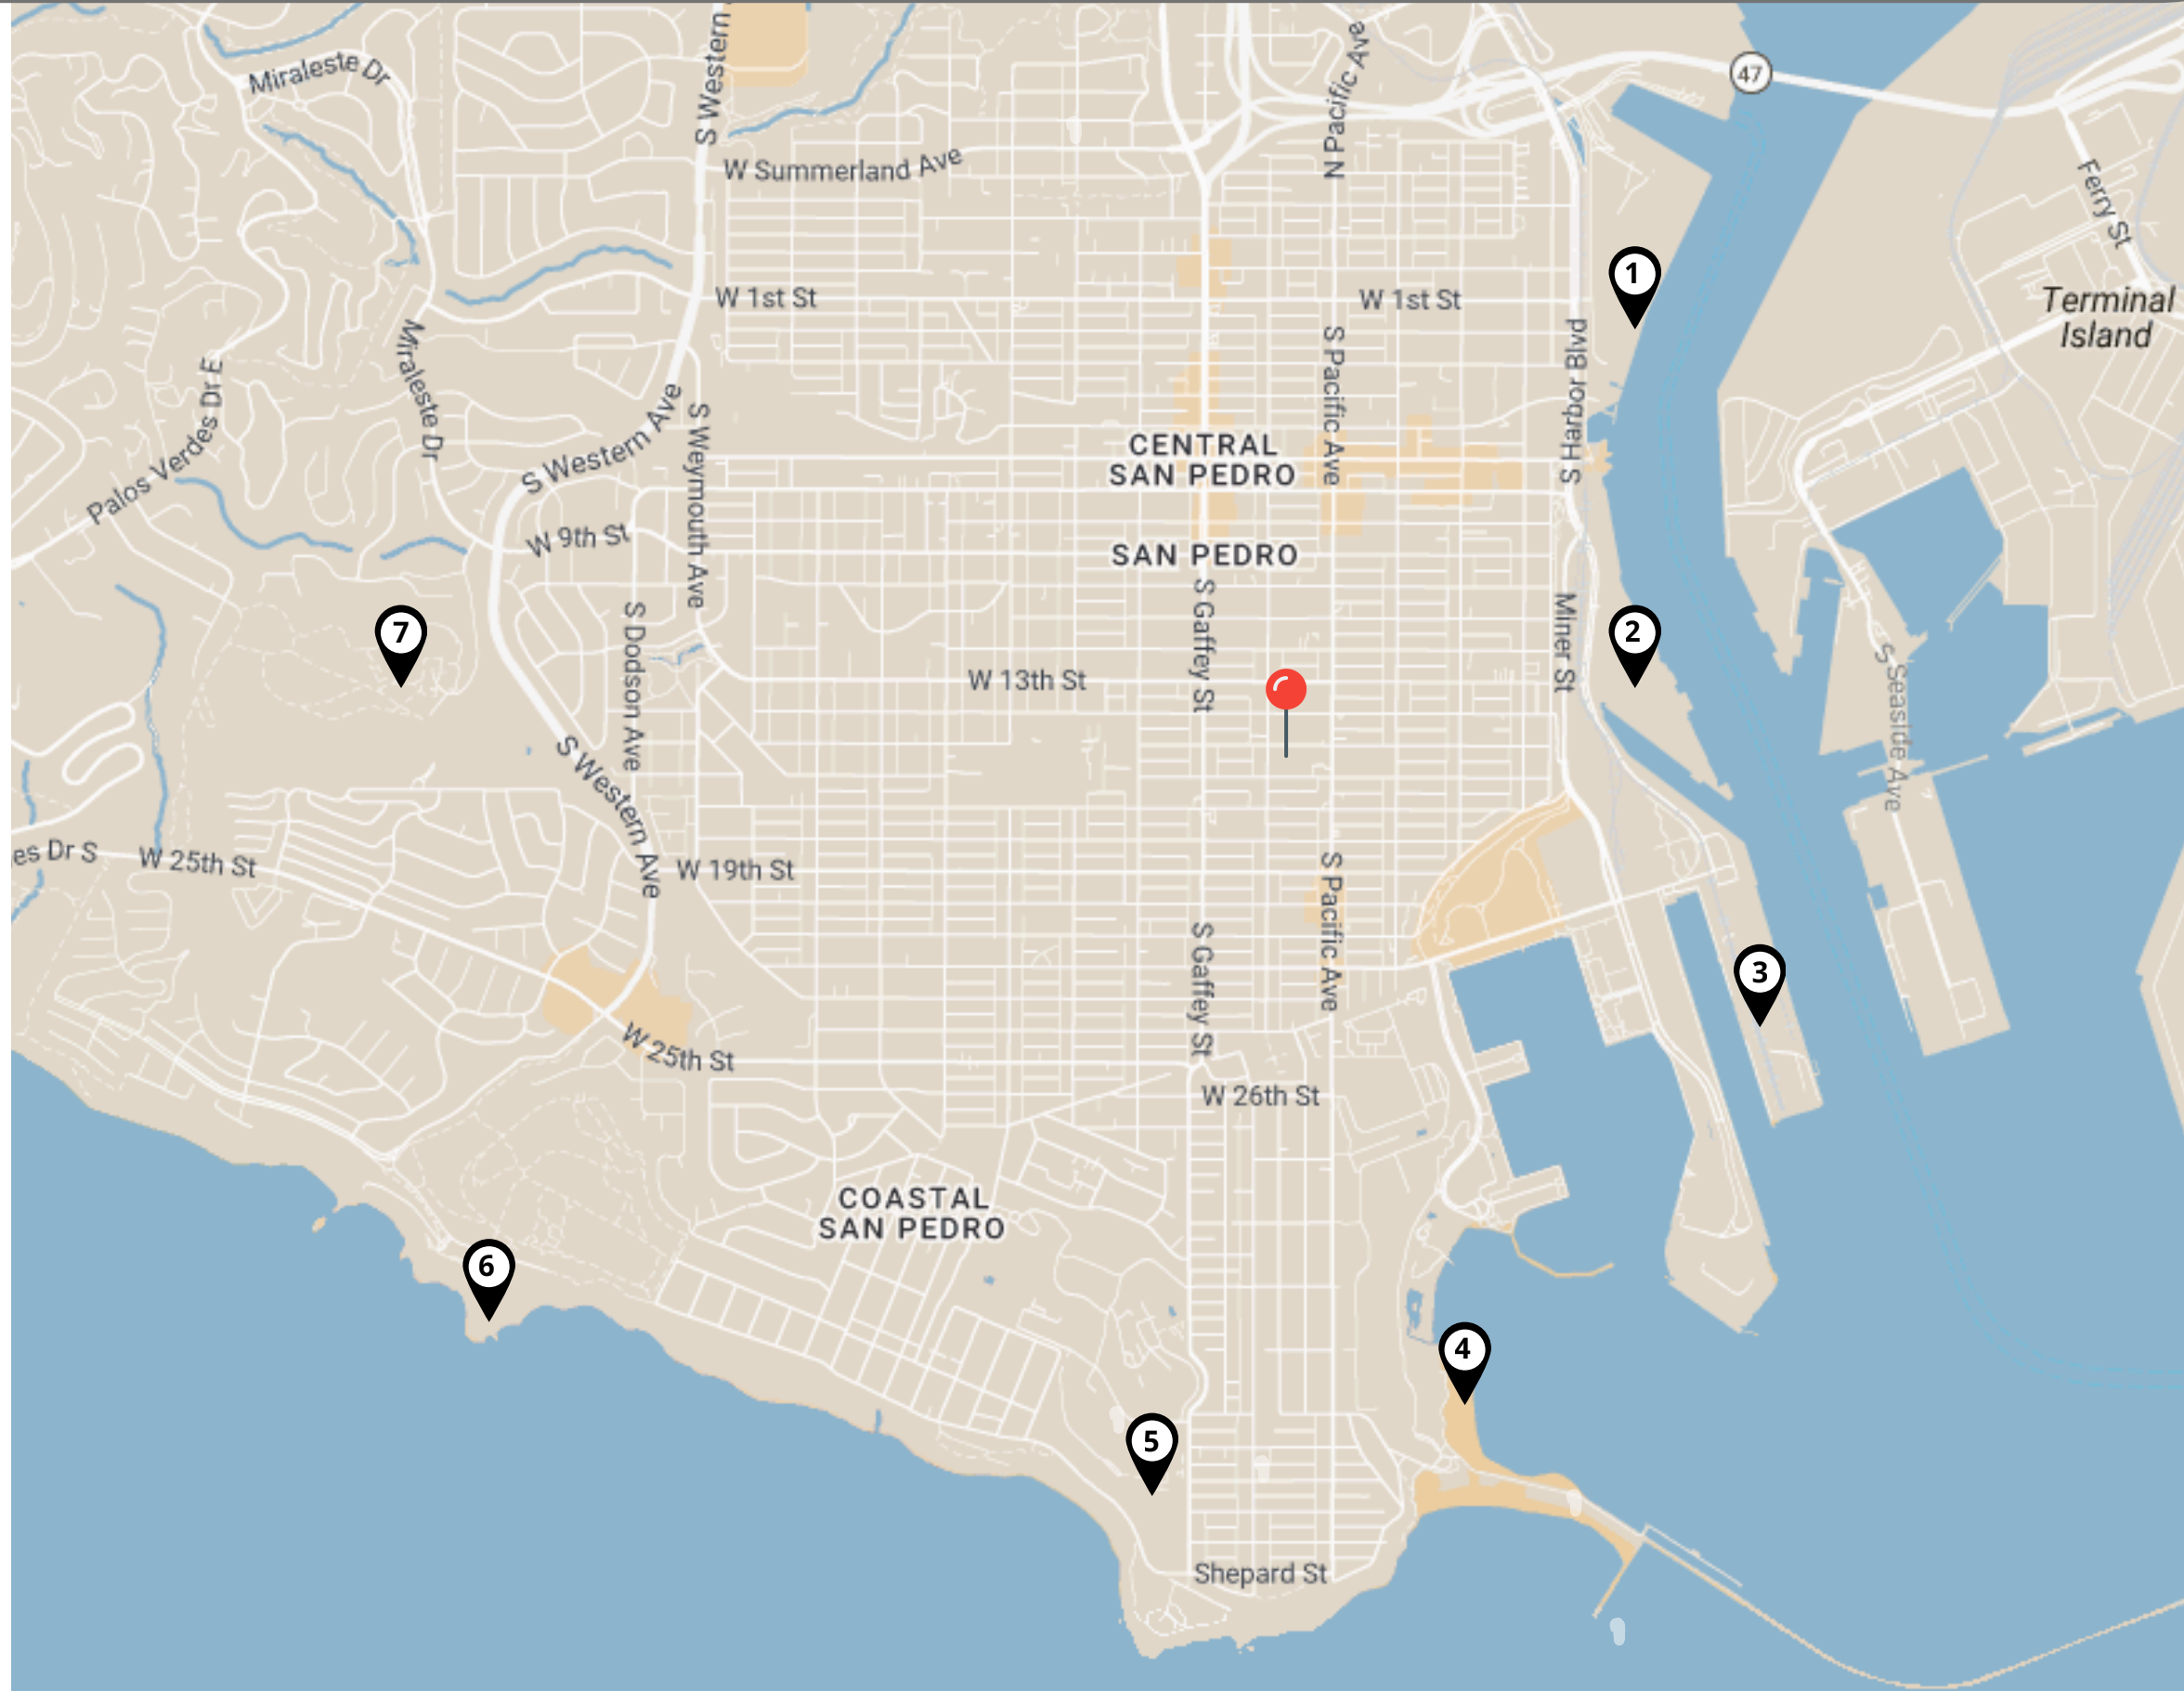 S Western
Miraleste Dr
N Pacific Ave
47
W Summerland Ave
Ferry St
1
W 1st St
W 1st St
Terminal
Island
Miraleste Dr
Palos Verdes Dr E
S Harbor Blvd
S Pacific Ave
S Western Ave
S Weymouth Ave
CENTRAL
SAN PEDRO
W 9th St
SAN PEDRO
7
S Dodson Ave
S Gaffey St
Miner St
2
W 13th St
S Seaside Ave
S Western Ave
es Dr S
W 25th St
W 19th St
S Pacific Ave
S Gaffey St
3
W 25th St
W 26th St
COASTAL
SAN PEDRO
6
4
5
Shepard St